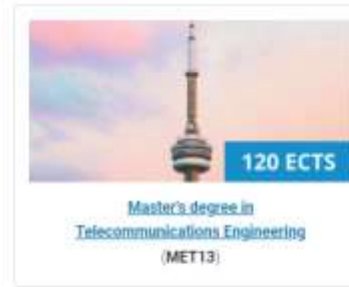 120 ECTS
Master's degree in
Telecommunications Engineering
(MET13)